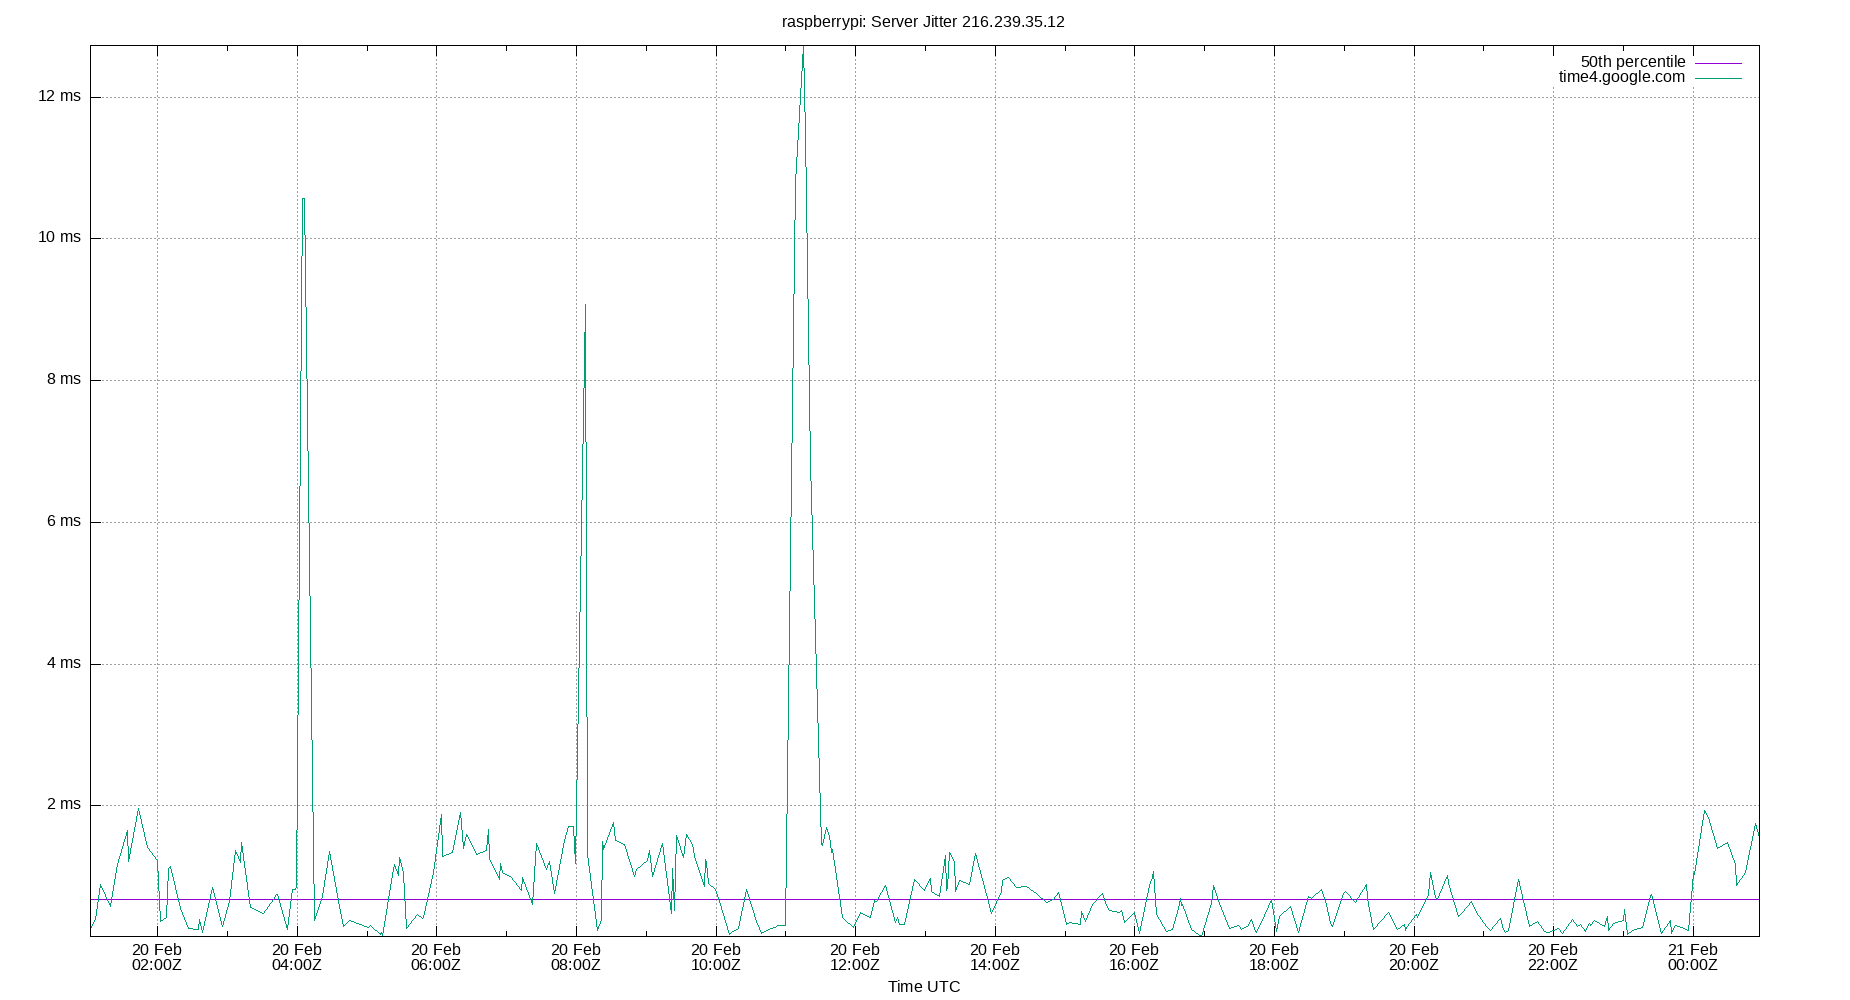 raspberrypi: Server Jitter 216.239.35.12
50th percentile
time4.google.com
12 ms
10 ms
8 ms
6 ms
4 ms
2 ms
20 Feb 20 Feb 20 Feb 20 Feb 20 Feb 20 Feb 20 Feb 20 Feb 20 Feb 20 Feb 20 Feb 21 Feb
02:00Z 04:00Z 06:00Z 08:00Z 10:00Z 12:00Z 14:00Z 16:00Z 18:00Z 20:00Z 22:00Z 00:00Z
Time UTC